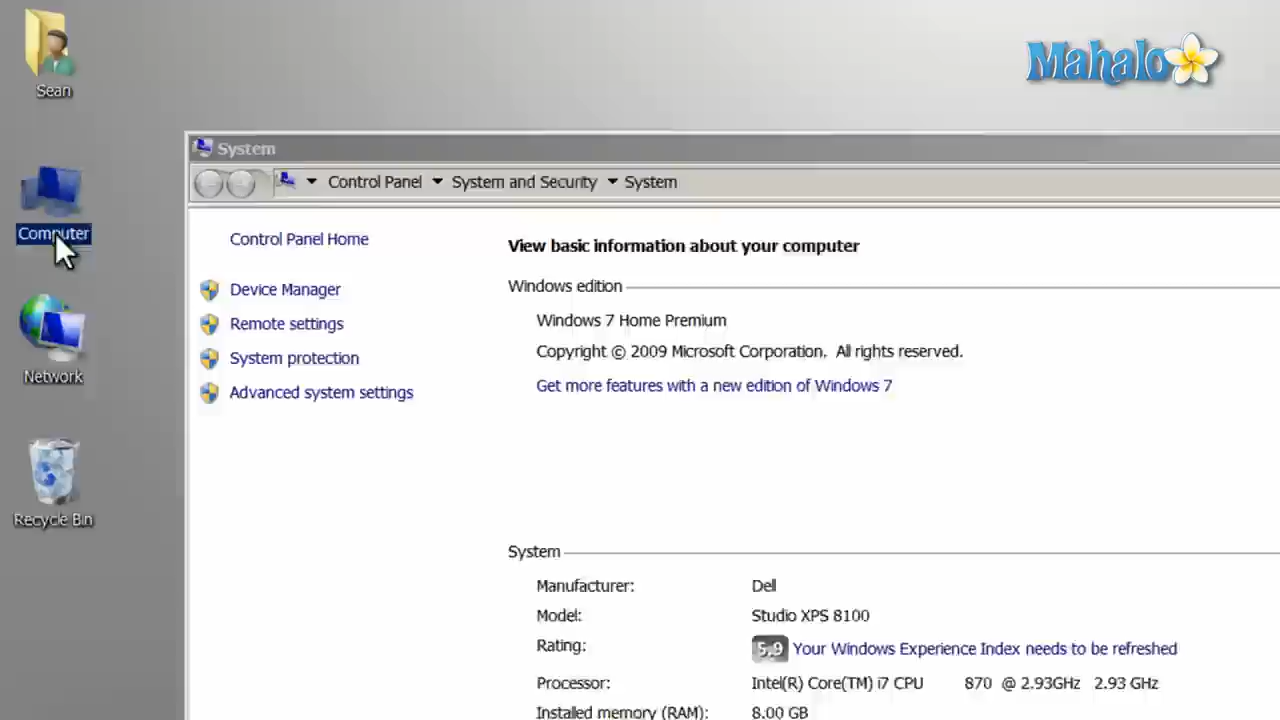 Sean
Mahalo
System
Control Panel System and Security System
Computer
Control Panel Home
View basic information about your computer
Device Manager
Windows edition
Remote settings
Windows 7 Home Premium
System protection
Copyright © 2009 Microsoft Corporation. All rights reserved.
Network
Advanced system settings
Get more features with a new edition of Windows 7
Recycle Bin
System
Manufacturer: Dell
Model: Studio XPS 8100
Rating: 5.9 Your Windows Experience Index needs to be refreshed
Processor: Intel(R) Core(TM) i7 CPU 870 @ 2.93GHz 2.93 GHz
Installed memory (RAM): 8.00 GB